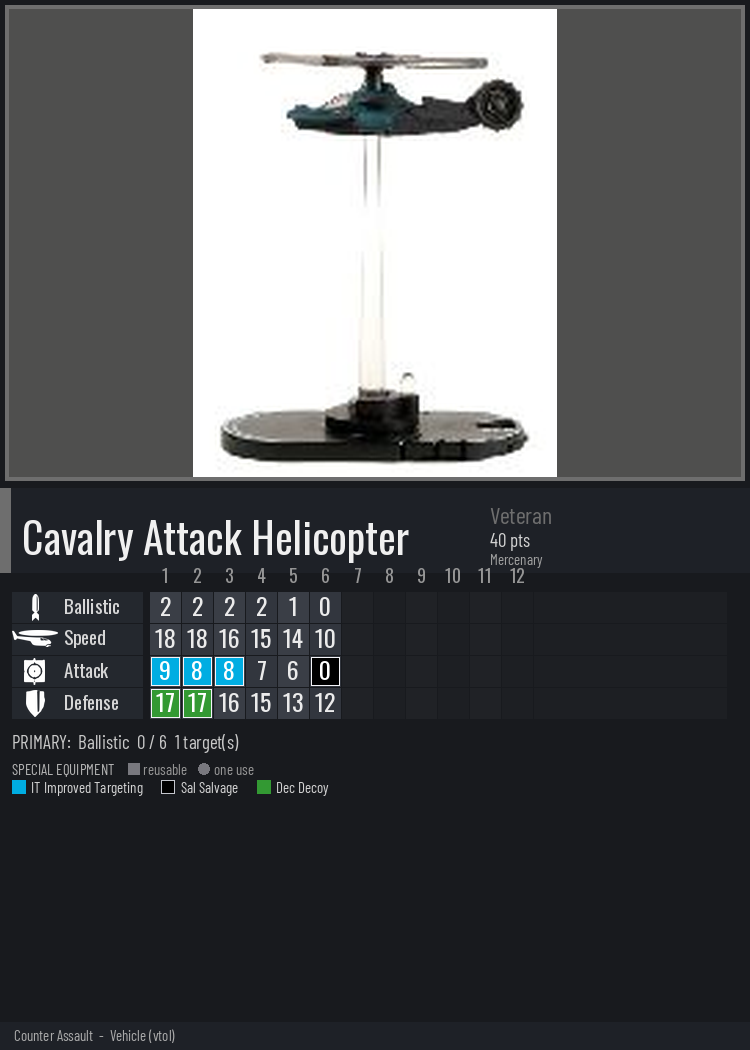 Cavalry Attack Helicopter
Veteran
40 pts
Mercenary
1 2 3 4 5 6 7 8 9 10 11 12
Ballistic 2 2 2 2 1 0
Speed 18 18 16 15 14 10
Attack 9 8 8 7 6 0
Defense 17 17 16 15 13 12
PRIMARY: Ballistic 0 / 6 1 target(s)
SPECIAL EQUIPMENT reusable one use
IT Improved Targeting Sal Salvage Dec Decoy
Counter Assault - Vehicle (vtol)